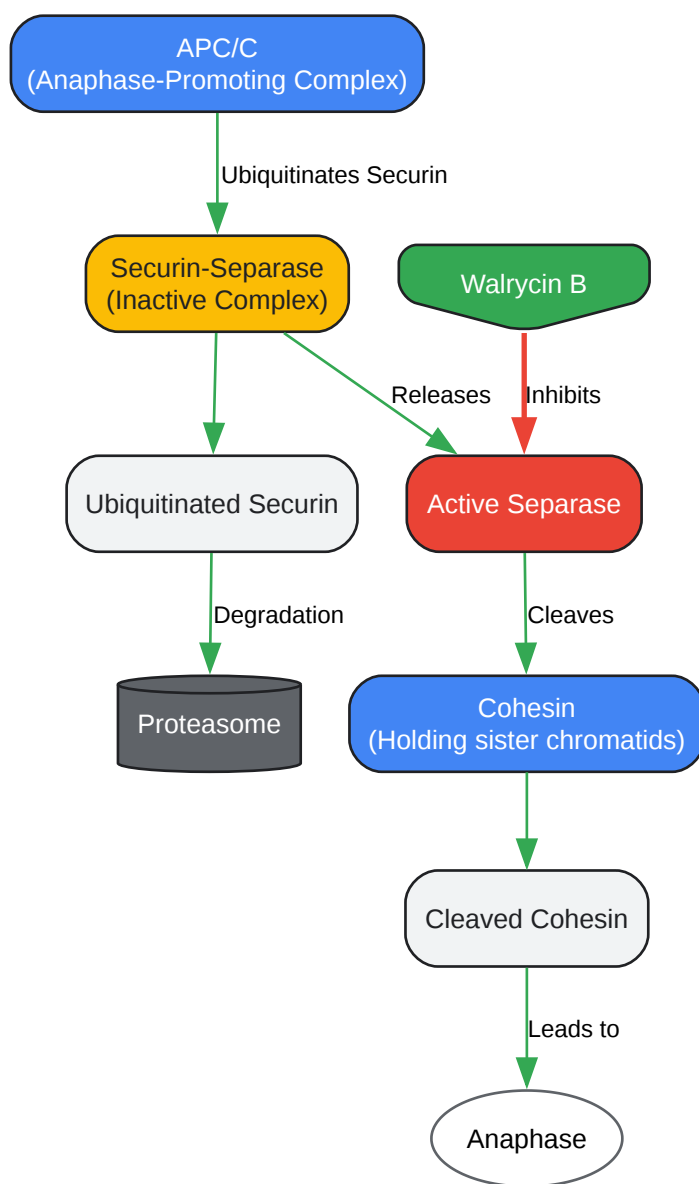 APC/C
(Anaphase-Promoting Complex)
Ubiquitinates Securin
Securin-Separase
(Inactive Complex)
Walrycin B
Releases
Inhibits
Ubiquitinated Securin
Active Separase
Degradation
Cleaves
Proteasome
Cohesin
(Holding sister chromatids)
Cleaved Cohesin
Leads to
Anaphase